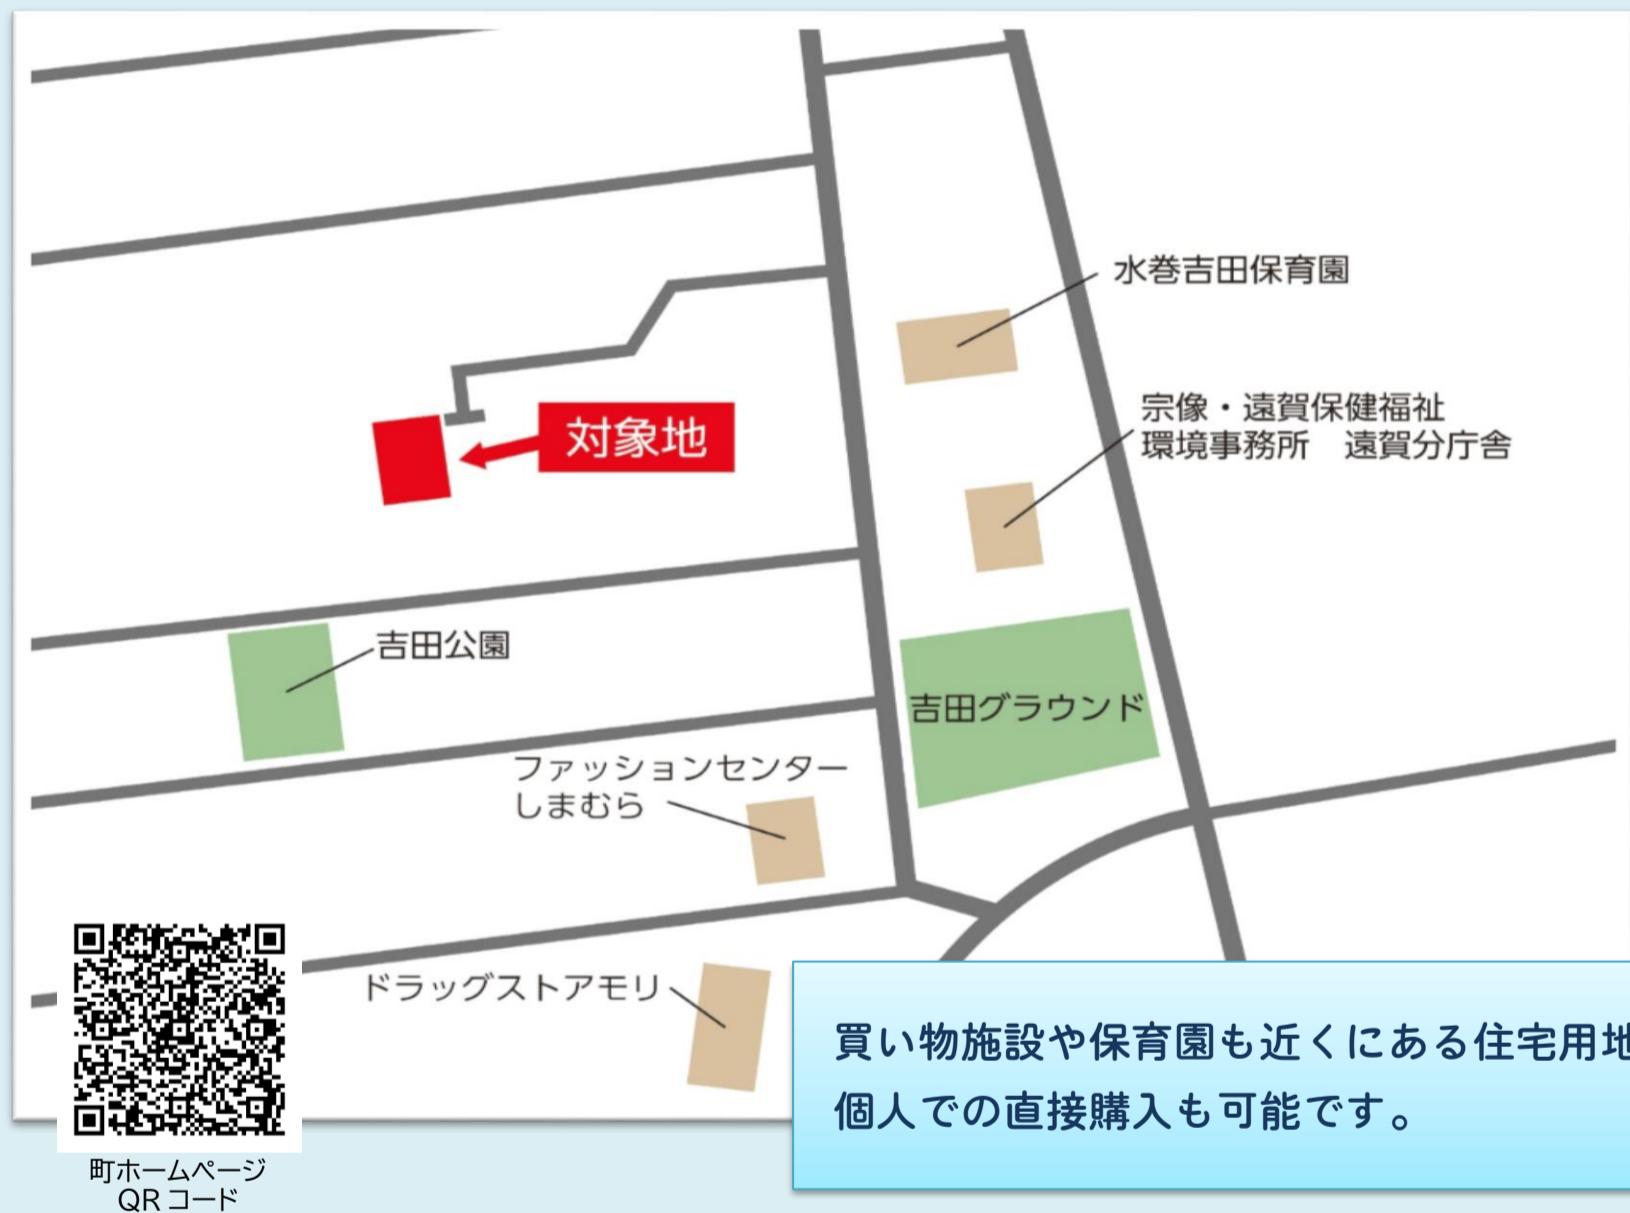 水巻吉田保育園
宗像・遠賀保健福祉
環境事務所　遠賀分庁舎
対象地
吉田公園
吉田グラウンド
ファッションセンター
しまむら
ドラッグストアモリ
買い物施設や保育園も近くにある住宅用地
個人での直接購入も可能です。
町ホームページ
QRコード